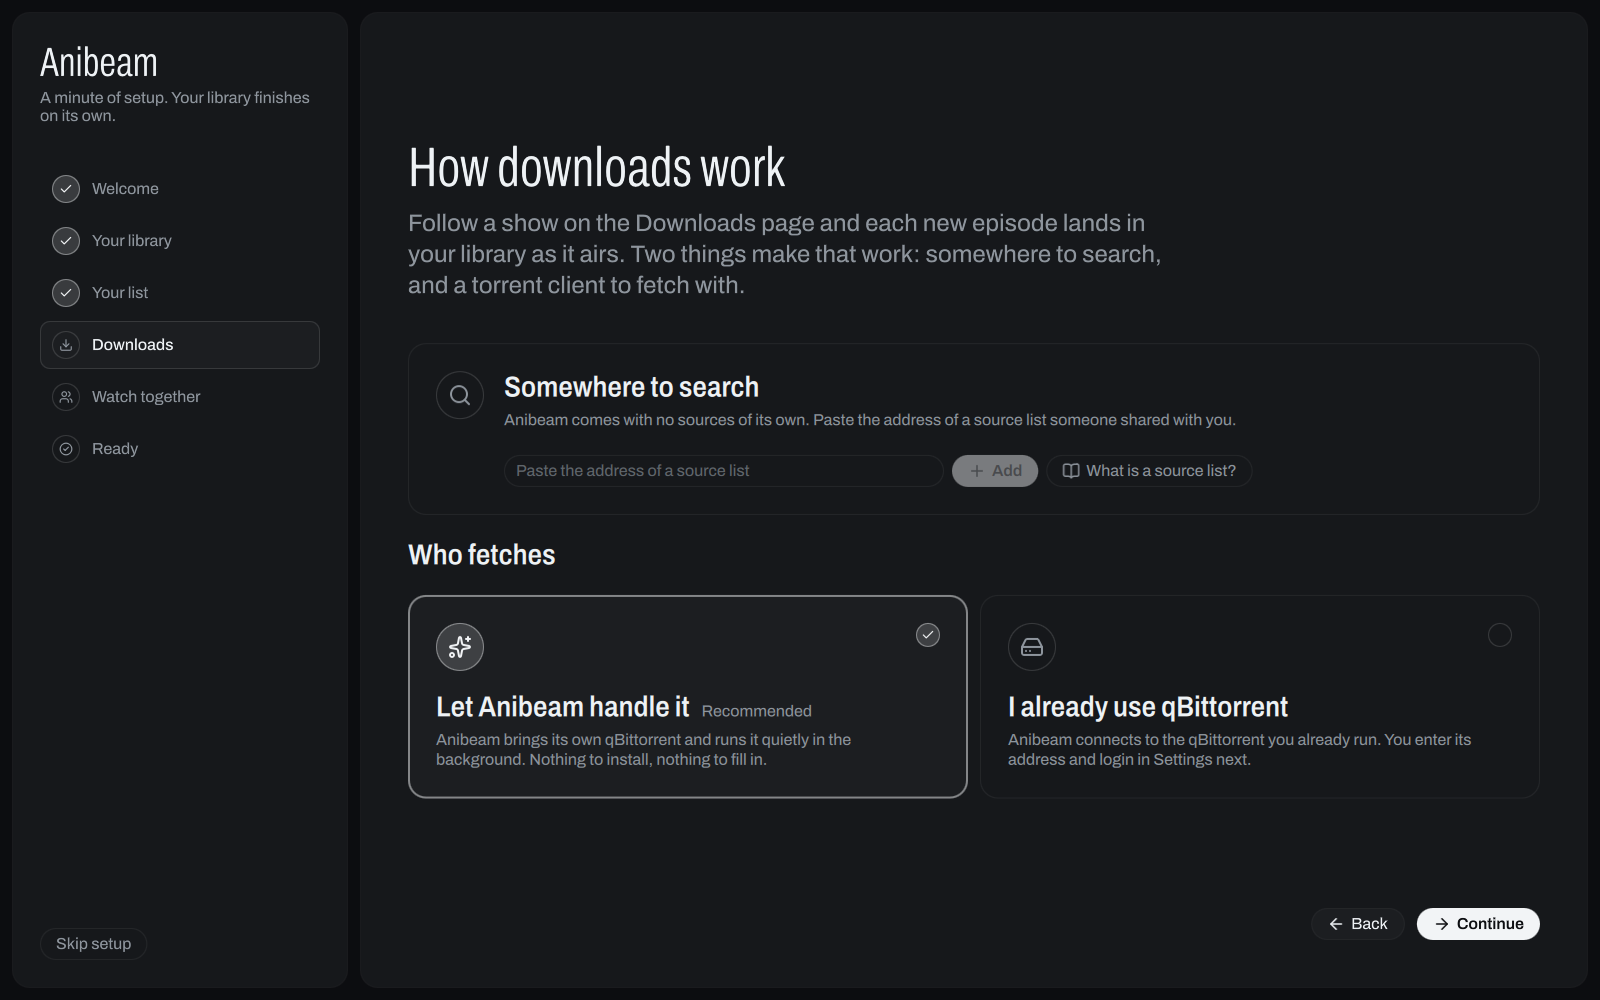 Anibeam
A minute of setup. Your library finishes
on its own.
Welcome
Your library
Your list
Downloads
Watch together
Ready
Skip setup
How downloads work
Follow a show on the Downloads page and each new episode lands in
your library as it airs. Two things make that work: somewhere to search,
and a torrent client to fetch with.
Somewhere to search
Anibeam comes with no sources of its own. Paste the address of a source list someone shared with you.
Paste the address of a source list
Add
What is a source list?
Who fetches
Let Anibeam handle it Recommended
Anibeam brings its own qBittorrent and runs it quietly in the
background. Nothing to install, nothing to fill in.
I already use qBittorrent
Anibeam connects to the qBittorrent you already run. You enter its
address and login in Settings next.
Back
Continue